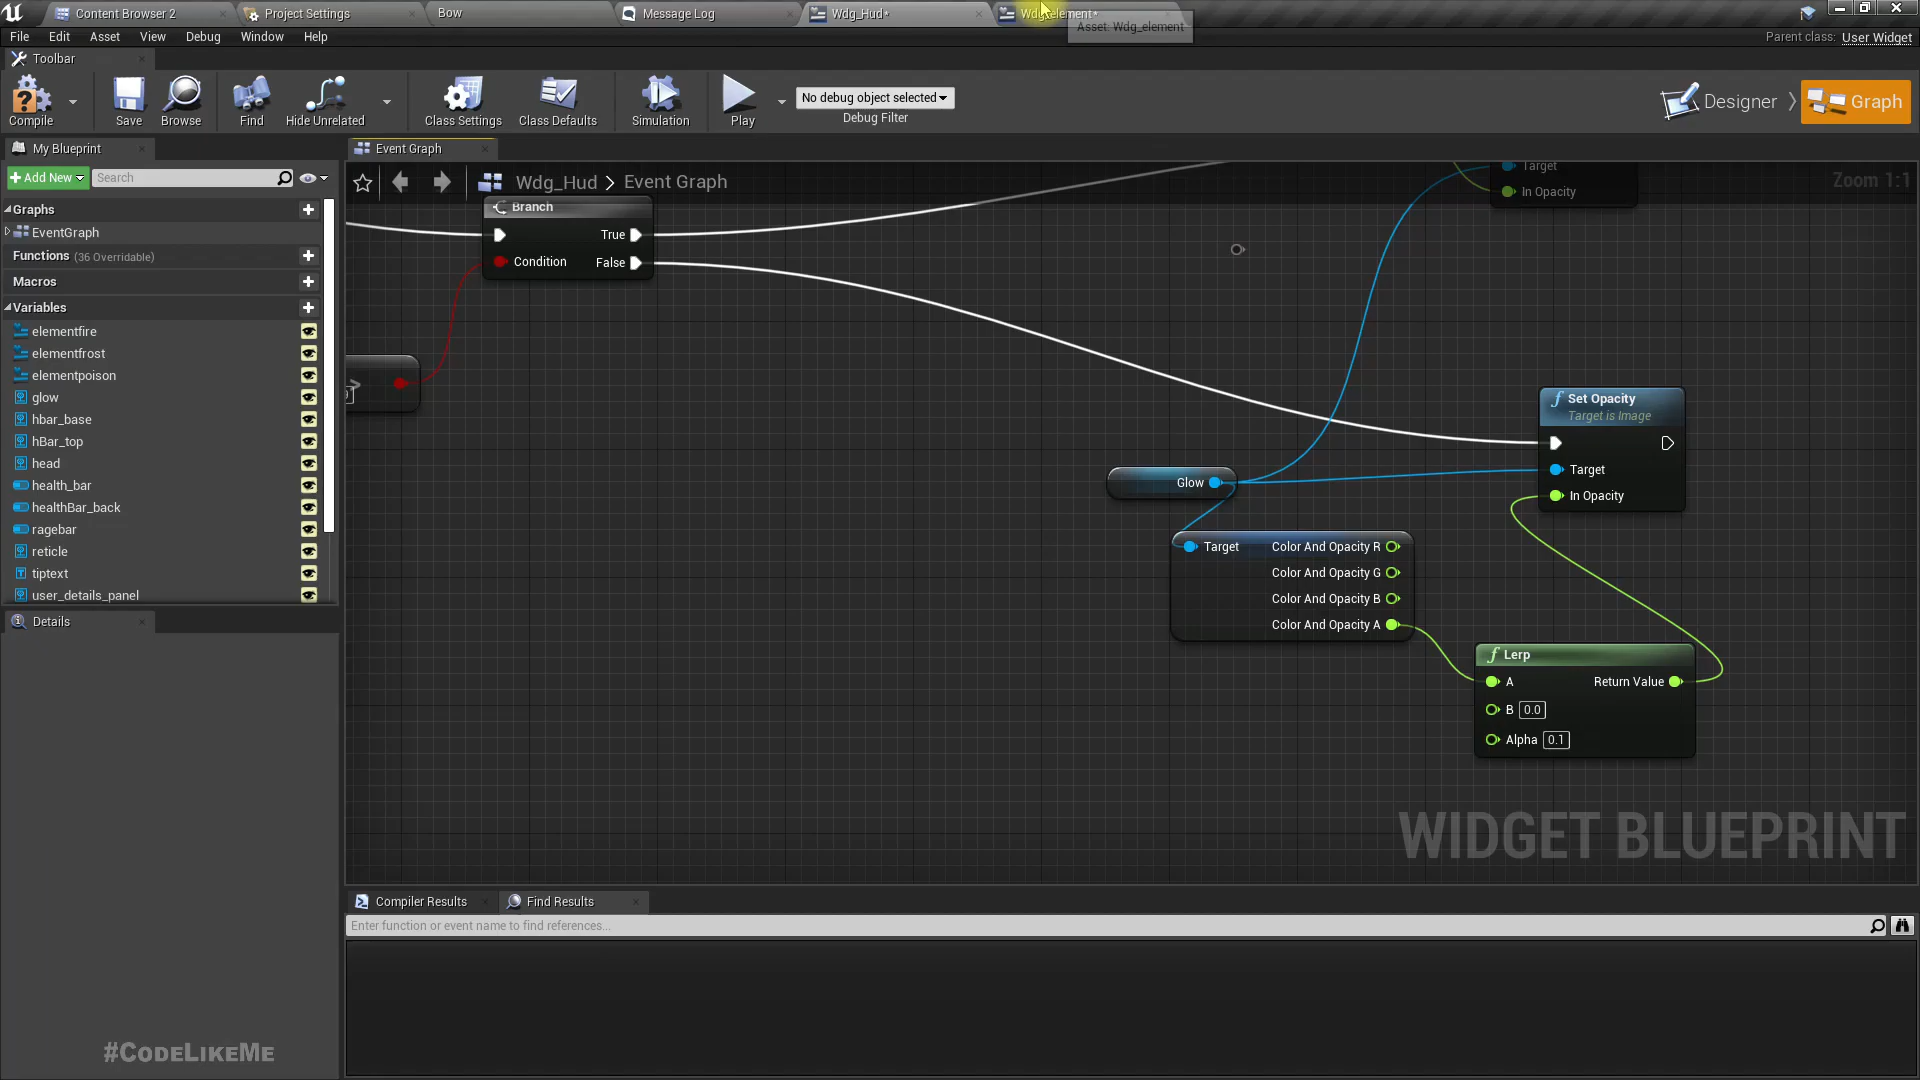 Content Browser 2
Project Settings
Bow
Message Log
Wdg_Hud*
Wdg_element*
File
Edit
Asset
View
Debug
Window
Help
Asset: Wdg_element
Parent class:
User Widget
Toolbar
Compile
Save
Browse
Find
Hide Unrelated
Class Settings
Class Defaults
Simulation
Play
No debug object selected
Debug Filter
Designer
Graph
My Blueprint
Event Graph
Add New
Search
Wdg_Hud > Event Graph
Zoom 1:1
Graphs
EventGraph
Functions (36 Overridable)
Macros
Variables
elementfire
elementfrost
elementpoison
glow
hbar_base
hBar_top
head
health_bar
healthBar_back
ragebar
reticle
tiptext
user_details_panel
Details
Branch
True
Condition
False
Target
In Opacity
Set Opacity
Target is Image
Target
In Opacity
Glow
Target
Color And Opacity R
Color And Opacity G
Color And Opacity B
Color And Opacity A
Lerp
A
Return Value
B 0.0
Alpha 0.1
WIDGET BLUEPRINT
Compiler Results
Find Results
Enter function or event name to find references...
#CodeLikeMe